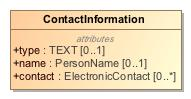 ContactInformation
attributes
+type : TEXT [0..1]
+name : PersonName [0..1]
+contact : ElectronicContact [0..*]